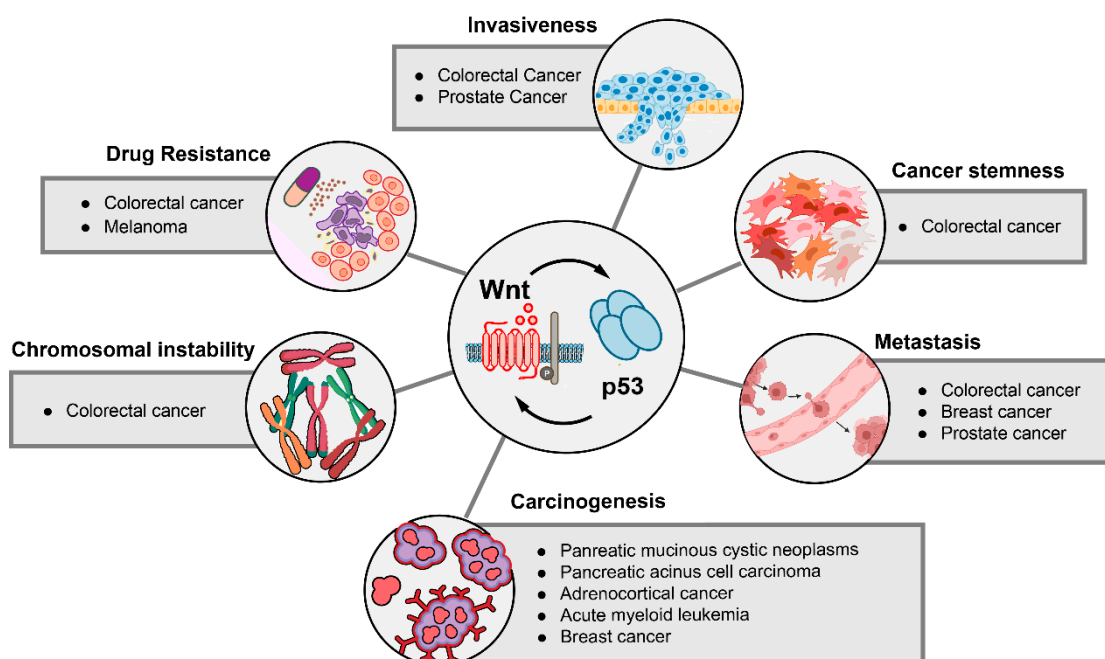 Invasiveness
● Colorectal Cancer
● Prostate Cancer
Drug Resistance
● Colorectal cancer
● Melanoma
Cancer stemness
● Colorectal cancer
Wnt
P
p53
Chromosomal instability
● Colorectal cancer
Metastasis
● Colorectal cancer
● Breast cancer
● Prostate cancer
Carcinogenesis
● Panreatic mucinous cystic neoplasms
● Pancreatic acinus cell carcinoma
● Adrenocortical cancer
● Acute myeloid leukemia
● Breast cancer